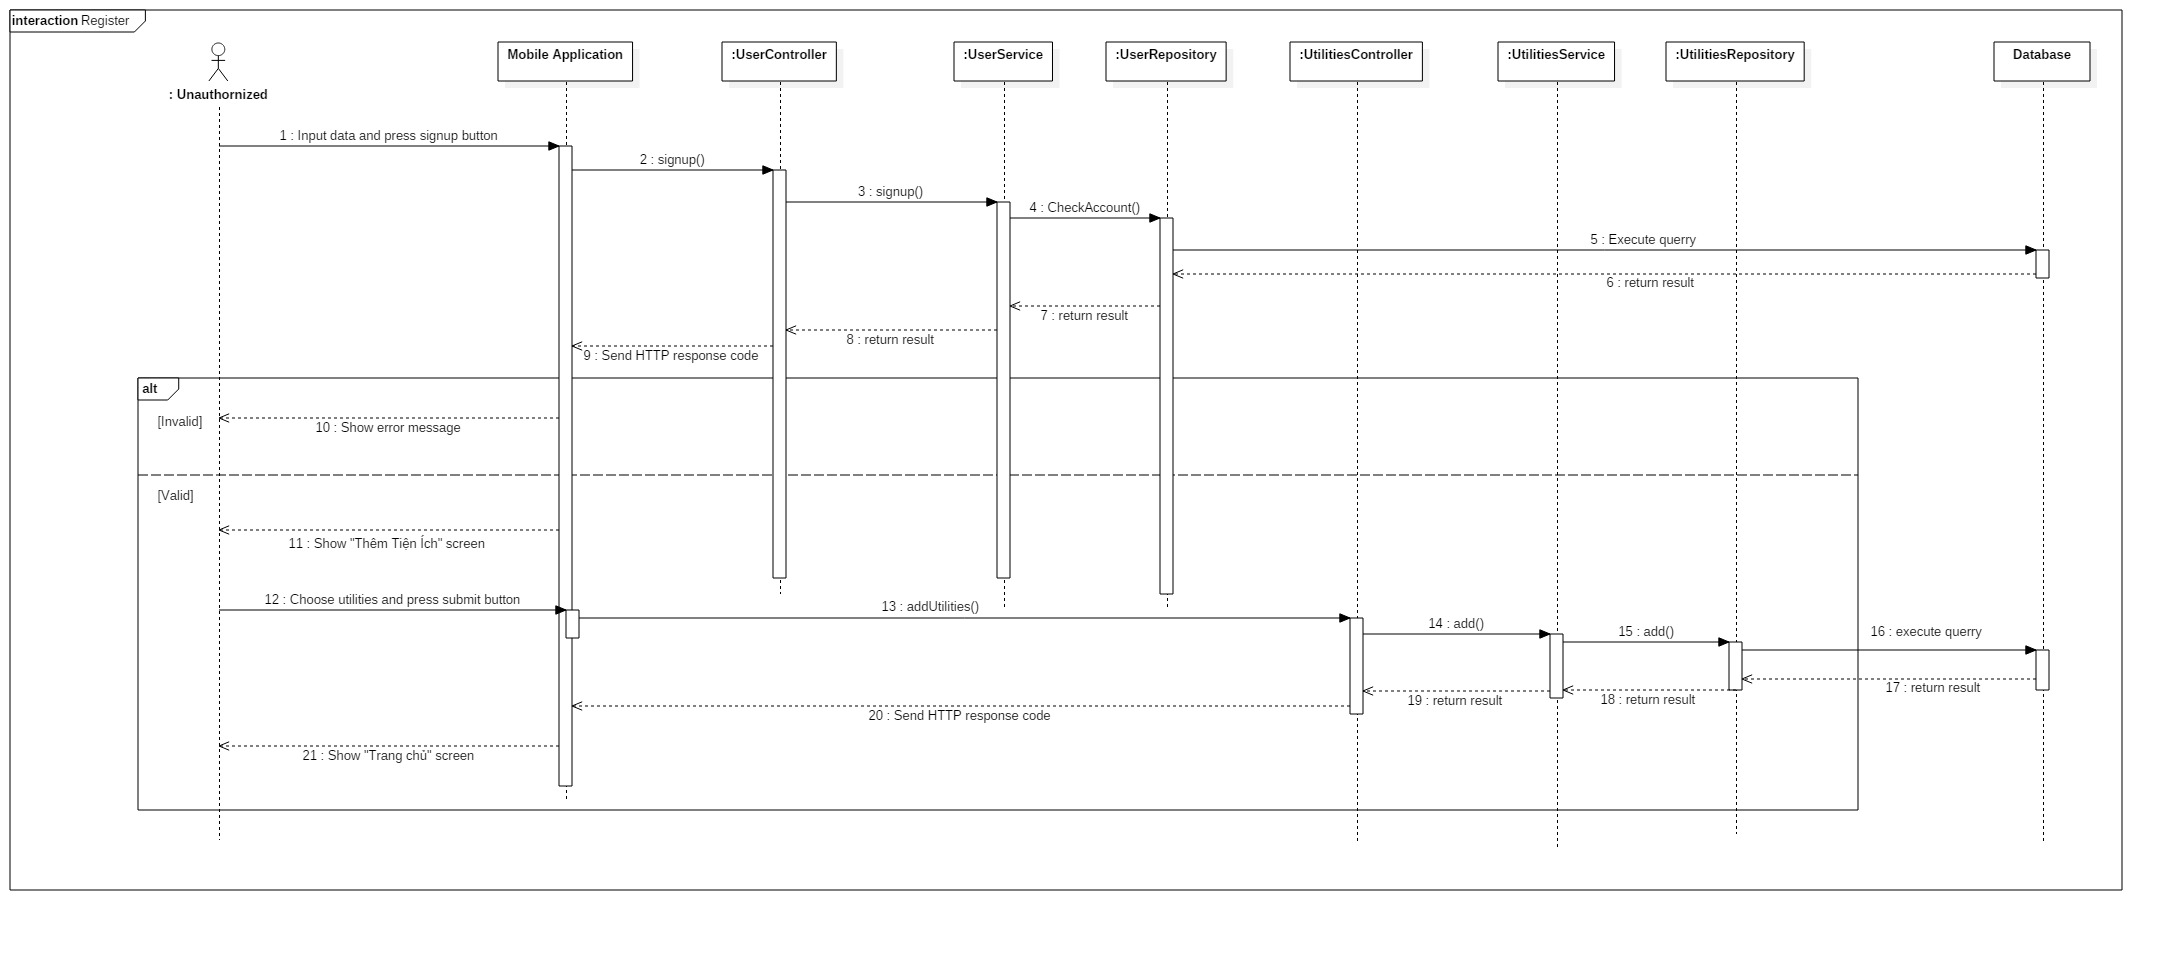 interaction Register
: Unauthornized
Mobile Application
:UserController
:UserService
:UserRepository
:UtilitiesController
:UtilitiesService
:UtilitiesRepository
Database
1 : Input data and press signup button
2 : signup()
3 : signup()
4 : CheckAccount()
5 : Execute querry
6 : return result
7 : return result
8 : return result
9 : Send HTTP response code
alt
[Invalid]
10 : Show error message
[Valid]
11 : Show "Thêm Tiện Ích" screen
12 : Choose utilities and press submit button
13 : addUtilities()
14 : add()
15 : add()
16 : execute querry
17 : return result
18 : return result
19 : return result
20 : Send HTTP response code
21 : Show "Trang chủ" screen